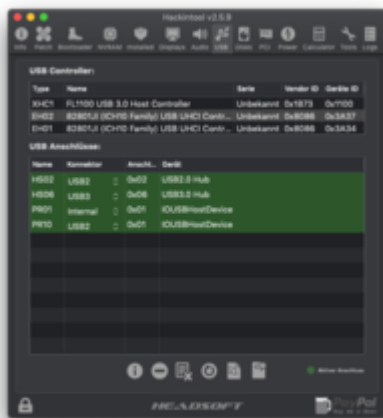 Hackintool v2.5.9
Info Patch Bootloader NVRAM Installed Displays Audio USB Disks PCI Power Calculator Tools Logs
USB Controller:
Type Name Serie Vendor ID Geräte ID
XHC1 FL1100 USB 3.0 Host Controller Unbekannt 0x1B73 0x1100
EH02 82801JI (ICH10 Family) USB UHCI Contr... Unbekannt 0x8086 0x3A37
EH01 82801JI (ICH10 Family) USB UHCI Contr... Unbekannt 0x8086 0x3A34
USB Anschlüsse:
Name Konnektor Anschl... Gerät
HS02 USB2 0x02 USB2.0 Hub
HS06 USB3 0x06 USB3.0 Hub
PR01 Internal 0x01 IOUSBHostDevice
PR10 USB2 0x01 IOUSBHostDevice
Aktiver Anschluss
HEADSOFT
PayPal